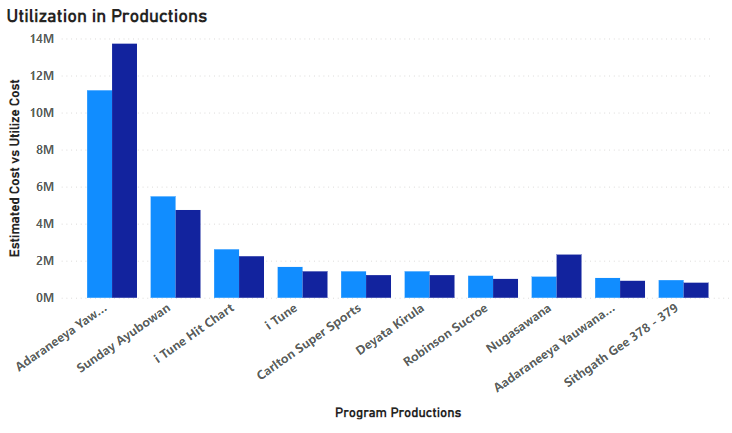 Utilization in Productions
Estimated Cost vs Utilize Cost
14M
12M
10M
8M
6M
4M
2M
0M
Adaraneeya Yaw...
Sunday Ayubowan
i Tune Hit Chart
i Tune
Carlton Super Sports
Deyata Kirula
Robinson Sucroe
Nugasawana
Aadaraneeya Yauwana...
Sithgath Gee 378 - 379
Program Productions